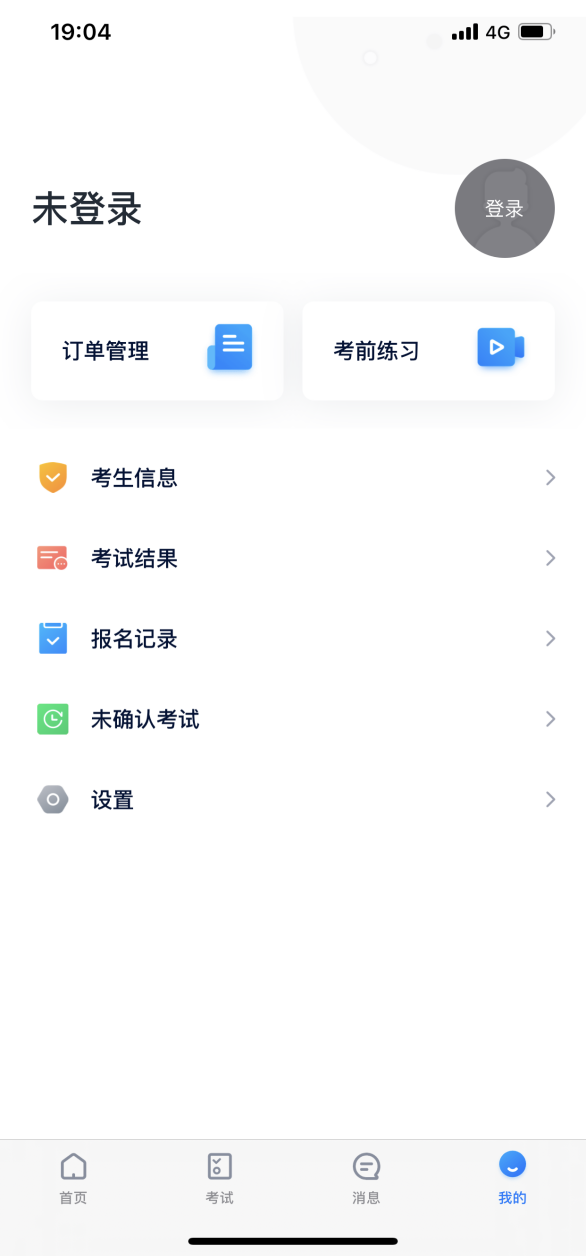 19:04
4G
未登录
登录
订单管理
考前练习
考生信息
考试结果
报名记录
未确认考试
设置
首页
考试
消息
我的